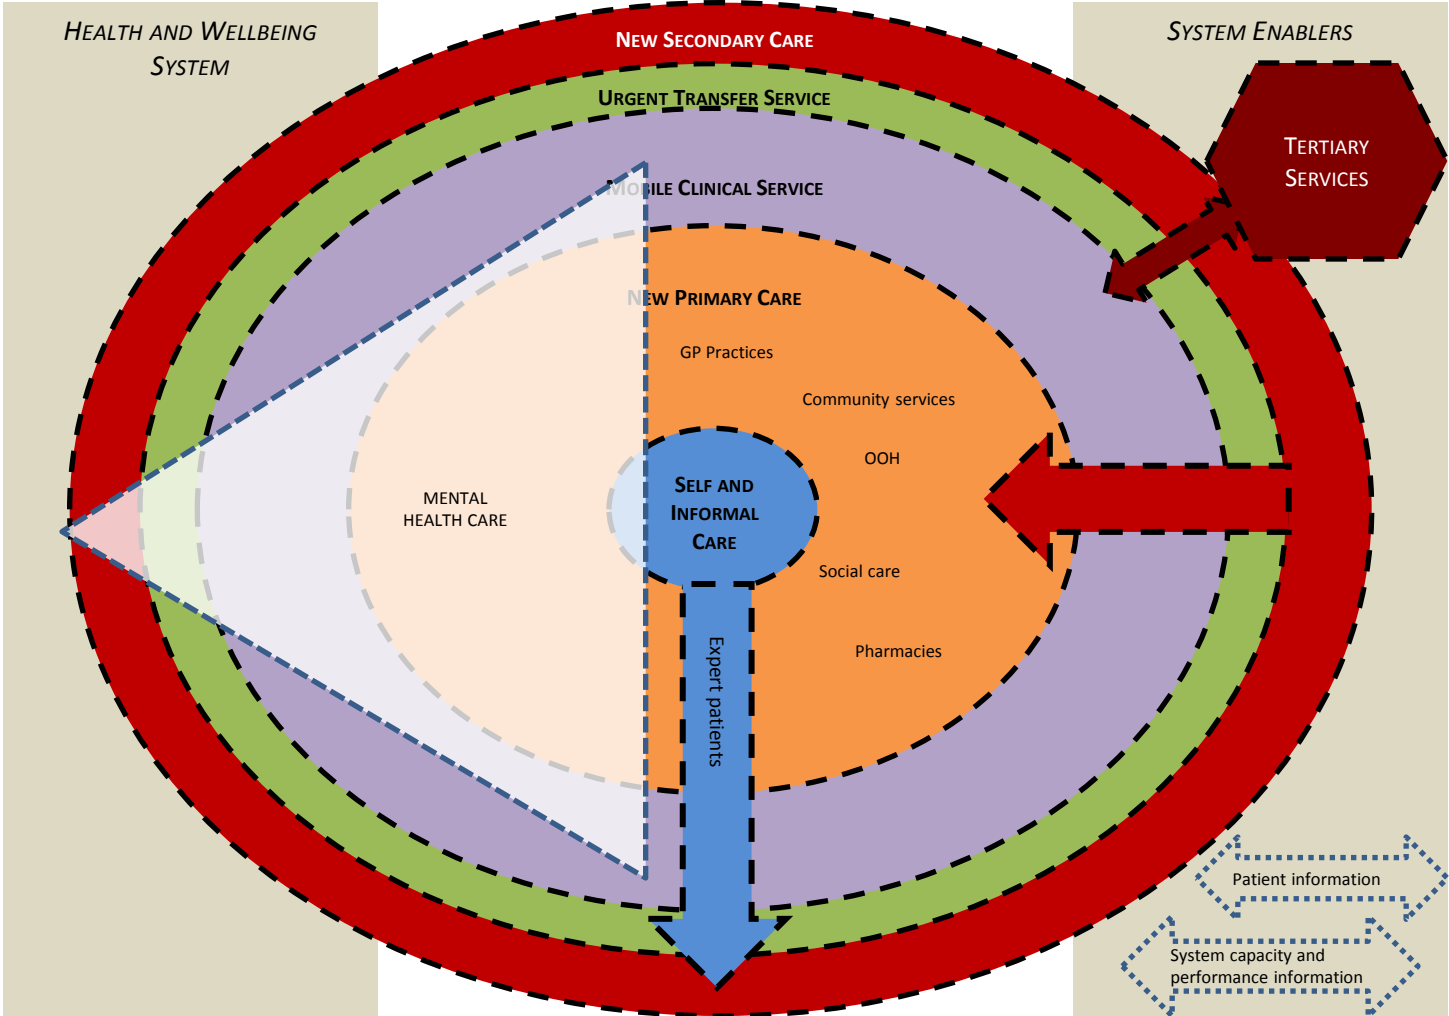 HEALTH AND WELLBEING
SYSTEM
NEW SECONDARY CARE
SYSTEM ENABLERS
URGENT TRANSFER SERVICE
TERTIARY
SERVICES
MOBILE CLINICAL SERVICE
NEW PRIMARY CARE
GP Practices
Community services
OOH
SELF AND
INFORMAL
CARE
MENTAL
HEALTH CARE
Social care
Pharmacies
Expert patients
Patient information
System capacity and
performance information